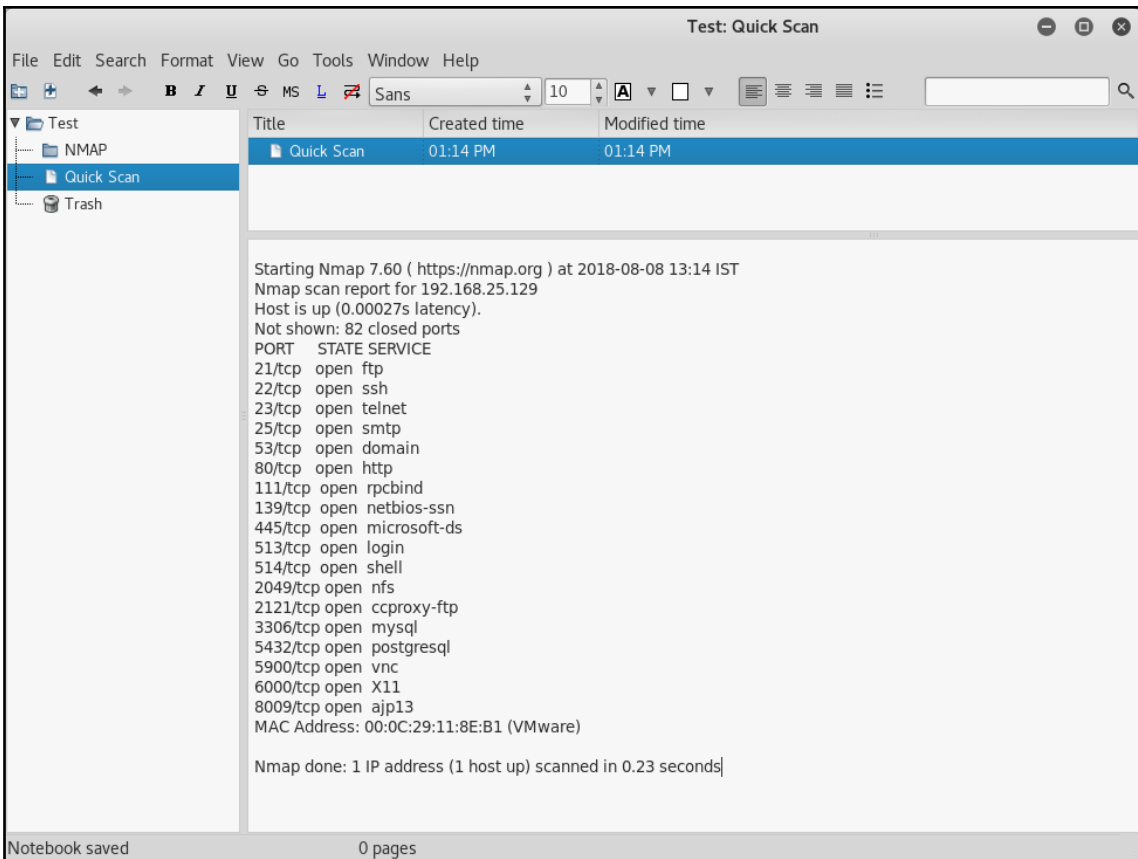 Test: Quick Scan
File Edit Search Format View Go Tools Window Help
B I U S MS L Sans 10 A
Test
NMAP
Quick Scan
Trash
Title Created time Modified time
Quick Scan 01:14 PM 01:14 PM
Starting Nmap 7.60 ( https://nmap.org ) at 2018-08-08 13:14 IST
Nmap scan report for 192.168.25.129
Host is up (0.00027s latency).
Not shown: 82 closed ports
PORT STATE SERVICE
21/tcp open ftp
22/tcp open ssh
23/tcp open telnet
25/tcp open smtp
53/tcp open domain
80/tcp open http
111/tcp open rpcbind
139/tcp open netbios-ssn
445/tcp open microsoft-ds
513/tcp open login
514/tcp open shell
2049/tcp open nfs
2121/tcp open ccproxy-ftp
3306/tcp open mysql
5432/tcp open postgresql
5900/tcp open vnc
6000/tcp open X11
8009/tcp open ajp13
MAC Address: 00:0C:29:11:8E:B1 (VMware)
Nmap done: 1 IP address (1 host up) scanned in 0.23 seconds
Notebook saved 0 pages